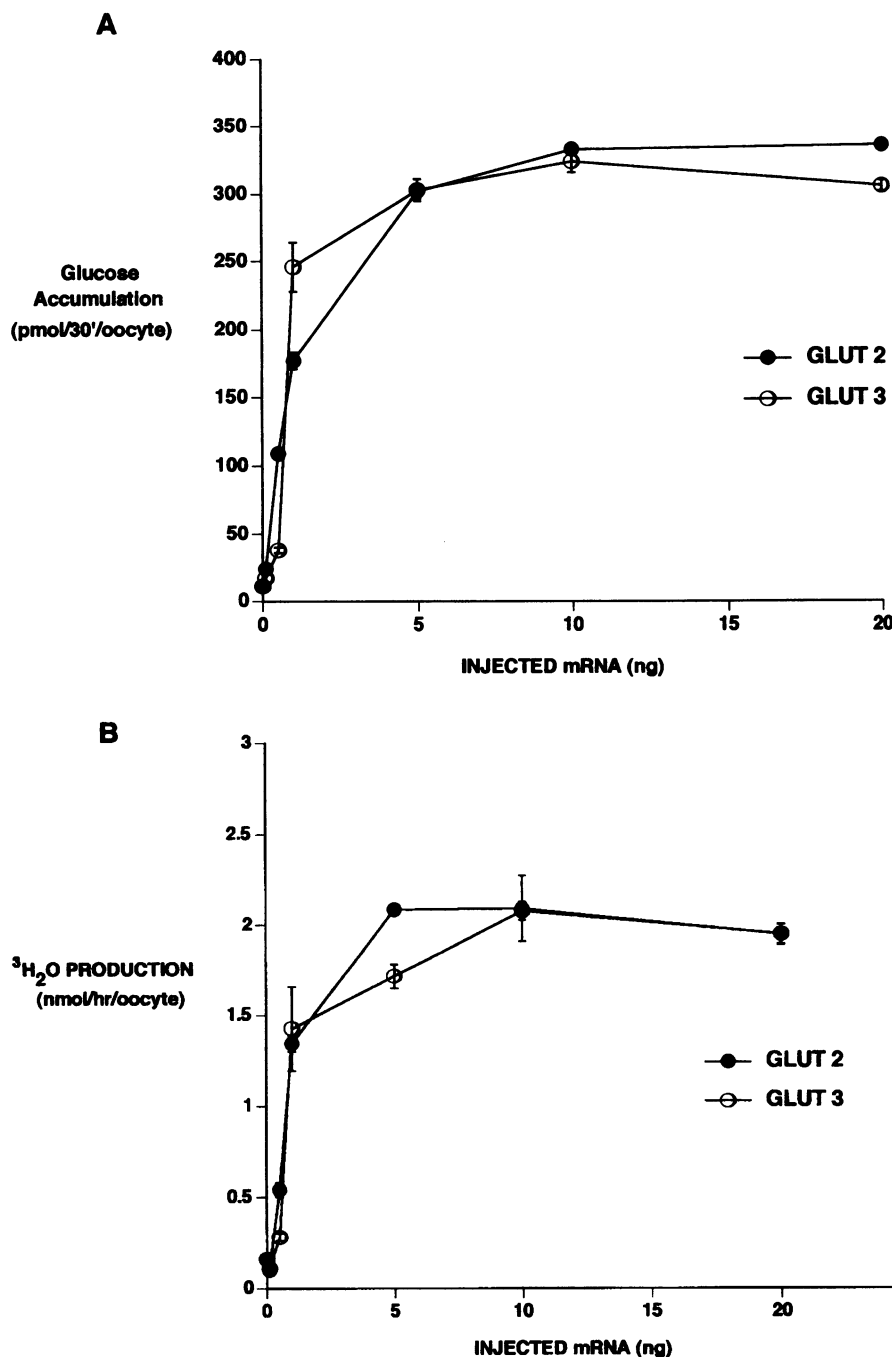 A
400
350
300
250
200
150
100
50
0
Glucose
Accumulation
(pmol/30'/oocyte)
GLUT 2
GLUT 3
0 5 10 15 20
INJECTED mRNA (ng)
B
3
2.5
2
1.5
1
0.5
0
³H₂O PRODUCTION
(nmol/hr/oocyte)
GLUT 2
GLUT 3
0 5 10 15 20
INJECTED mRNA (ng)